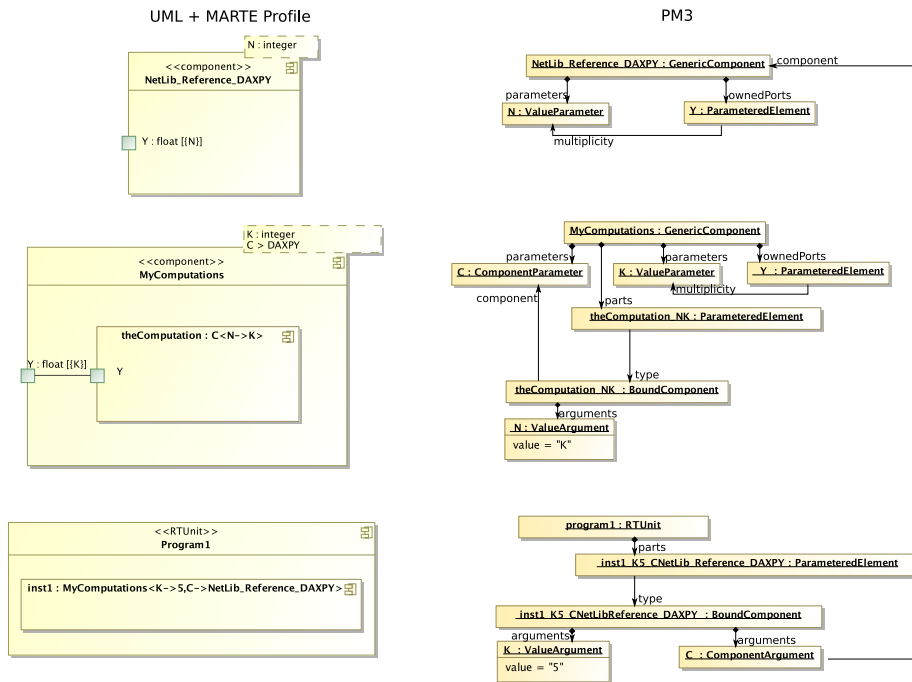 UML + MARTE Profile
PM3
N : integer
<<component>>
NetLib_Reference_DAXPY
Y : float [{N}]
NetLib_Reference_DAXPY : GenericComponent
component
parameters
ownedPorts
N : ValueParameter
Y : ParameteredElement
multiplicity
K : integer
C > DAXPY
<<component>>
MyComputations
theComputation : C<N->K>
Y : float [{K}]
Y
MyComputations : GenericComponent
parameters
parameters
ownedPorts
C : ComponentParameter
K : ValueParameter
Y : ParameteredElement
component
multiplicity
parts
theComputation_NK : ParameteredElement
type
theComputation_NK : BoundComponent
arguments
N : ValueArgument
value = "K"
<<RTUnit>>
Program1
inst1 : MyComputations<K->5,C->NetLib_Reference_DAXPY>
program1 : RTUnit
parts
inst1_K5_CNetLib_Reference_DAXPY : ParameteredElement
type
inst1_K5_CNetLibReference_DAXPY : BoundComponent
arguments
arguments
K : ValueArgument
value = "5"
C : ComponentArgument